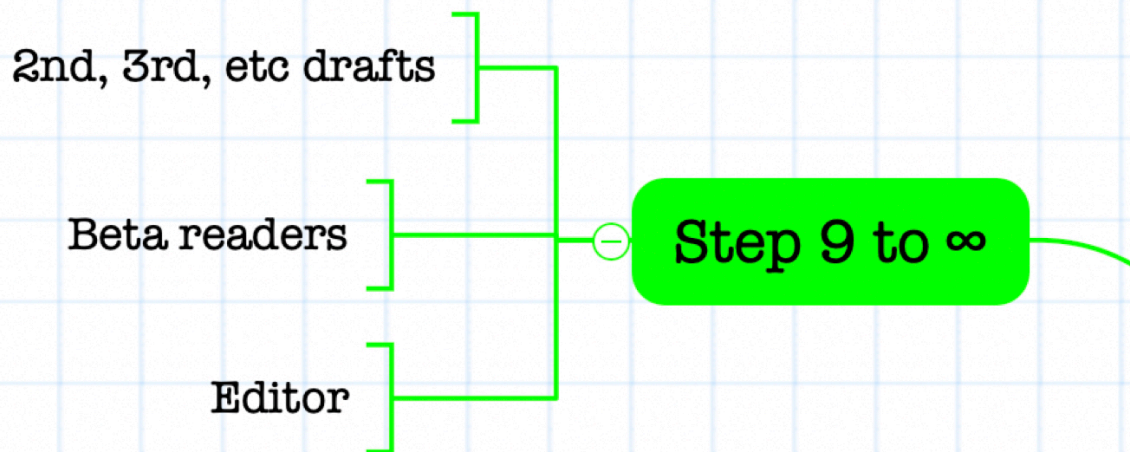 2nd, 3rd, etc drafts
Beta readers
Step 9 to ∞
Editor